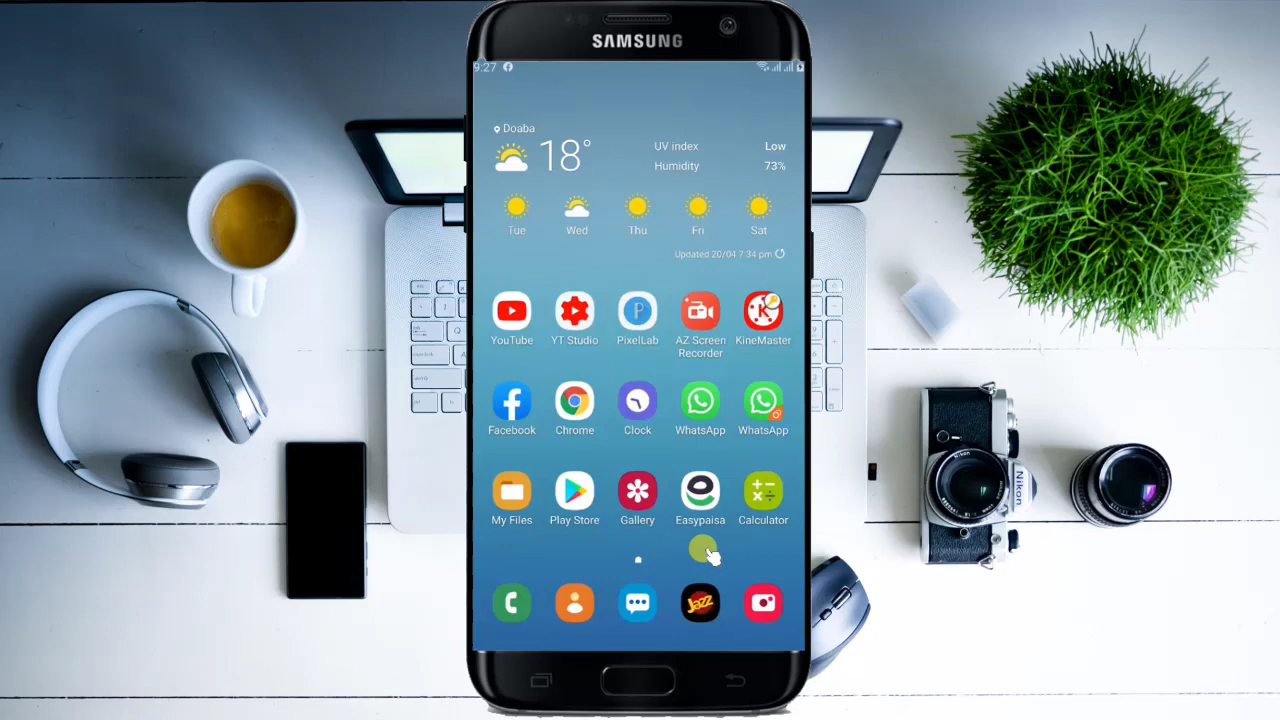 SAMSUNG
9:27
Doaba
18°
UV index Low
Humidity 73%
Tue Wed Thu Fri Sat
Updated 20/04 7:34 pm
YouTube YT Studio PixelLab AZ Screen Recorder KineMaster
Facebook Chrome Clock WhatsApp WhatsApp
My Files Play Store Gallery Easypaisa Calculator
Jazz
Nikon
Nikon